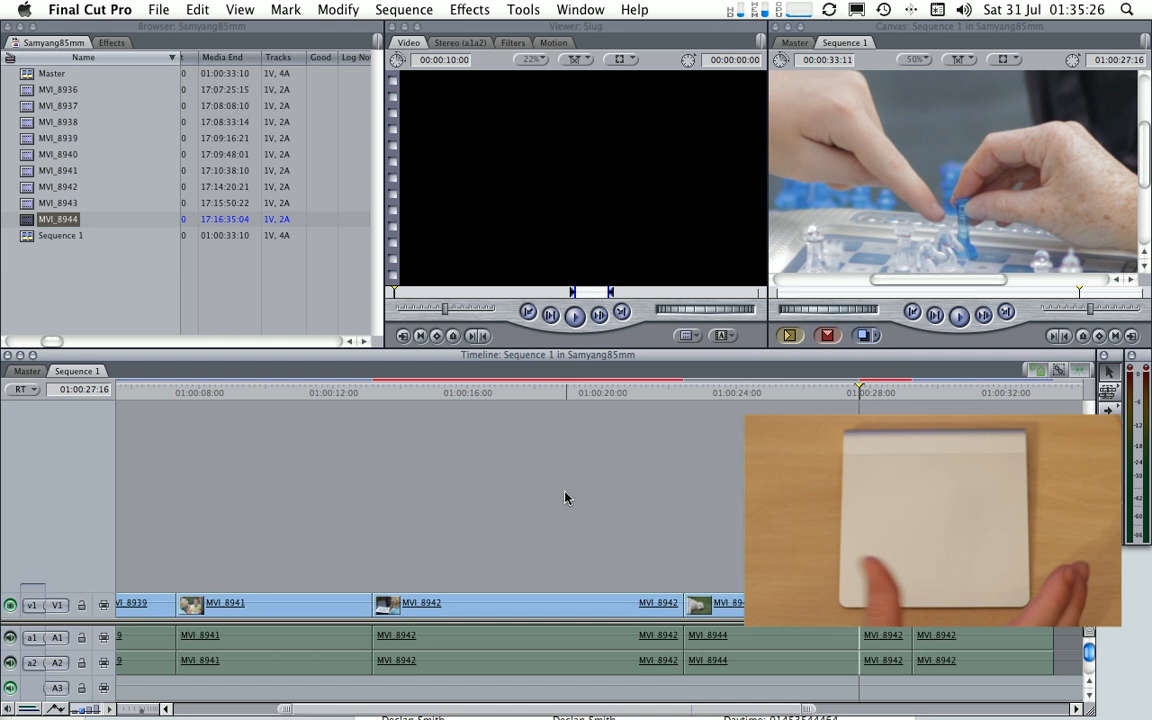 Final Cut Pro File Edit View Mark Modify Sequence Effects Tools Window Help Sat 31 Jul 01:35:26
Browser: Samyang85mm Viewer: Slug Canvas: Sequence 1 in Samyang85mm
Samyang85mm Effects Video Stereo (a1a2) Filters Motion Master Sequence 1
Name t Media End Tracks Good Log No 00:00:10:00 22% 00:00:00:00 00:00:33:11 50% 01:00:27:16
Master 01:00:33:10 1V, 4A
MVI_8936 0 17:07:25:15 1V, 2A
MVI_8937 0 17:08:08:10 1V, 2A
MVI_8938 0 17:08:33:14 1V, 2A
MVI_8939 0 17:09:16:21 1V, 2A
MVI_8940 0 17:09:48:01 1V, 2A
MVI_8941 0 17:10:38:10 1V, 2A
MVI_8942 0 17:14:20:21 1V, 2A
MVI_8943 0 17:15:50:22 1V, 2A
MVI_8944 0 17:16:35:04 1V, 2A
Sequence 1 01:00:33:10 1V, 4A
Timeline: Sequence 1 in Samyang85mm
Master Sequence 1
RT 01:00:27:16 01:00:08:00 01:00:12:00 01:00:16:00 01:00:20:00 01:00:24:00 01:00:28:00 01:00:32:00
v1 V1 VI_8939 MVI_8941 MVI_8942 MVI_8942 MVI_894
a1 A1 9 MVI_8941 MVI_8942 MVI_8942 MVI_8944 MVI_8942 MVI_8942
a2 A2 9 MVI_8941 MVI_8942 MVI_8942 MVI_8944 MVI_8942 MVI_8942
A3
Declan Smith Declan Smith Daytime: 01453544464